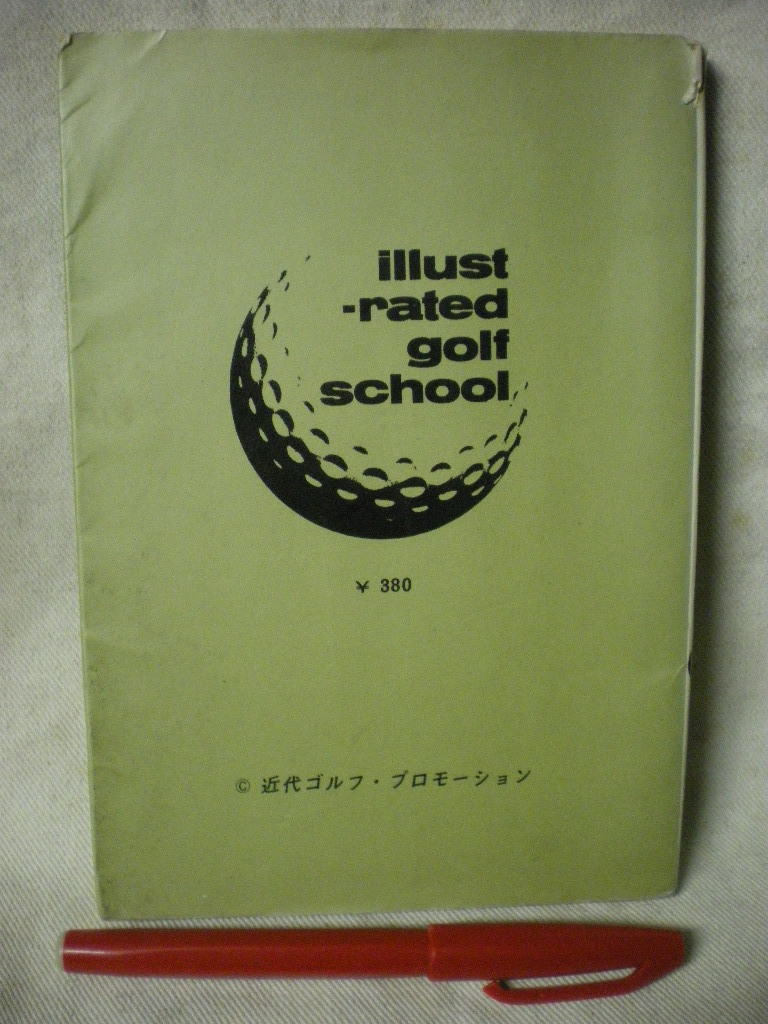 illust
-rated
golf
school
¥ 380
© 近代ゴルフ・プロモーション